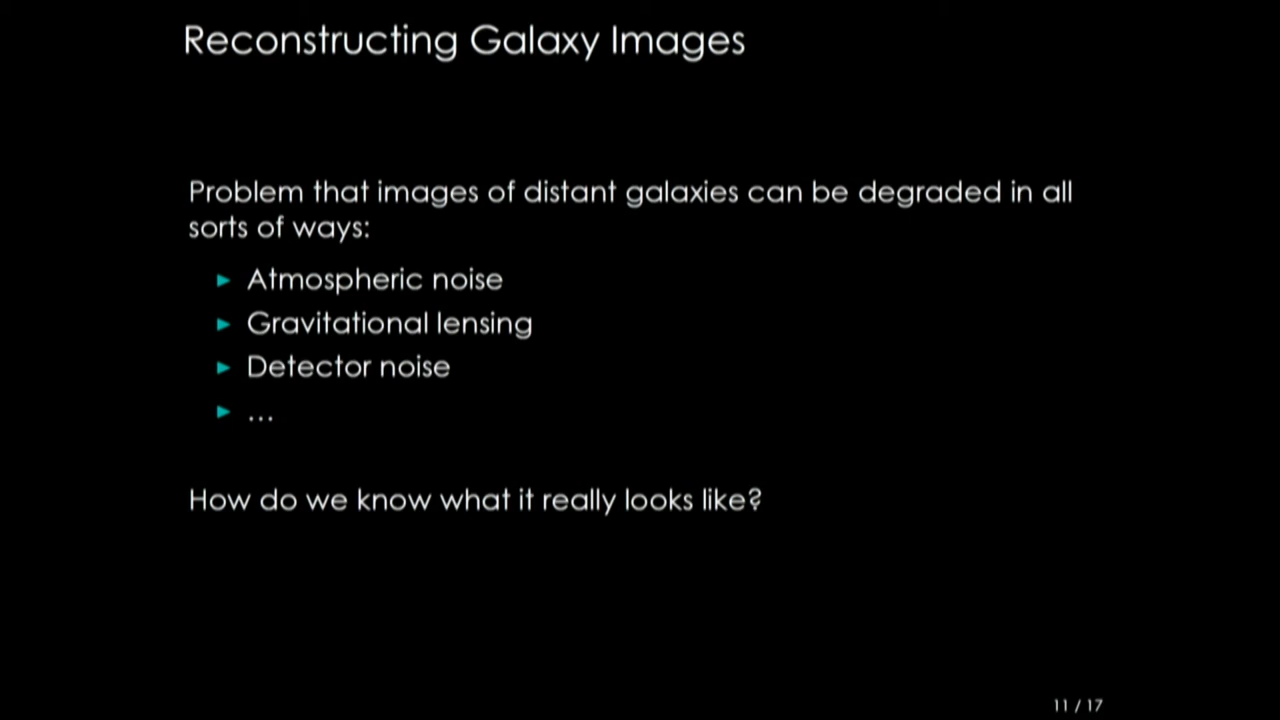 Reconstructing Galaxy Images
Problem that images of distant galaxies can be degraded in all
sorts of ways:
► Atmospheric noise
► Gravitational lensing
► Detector noise
► ...
How do we know what it really looks like?
11 / 17